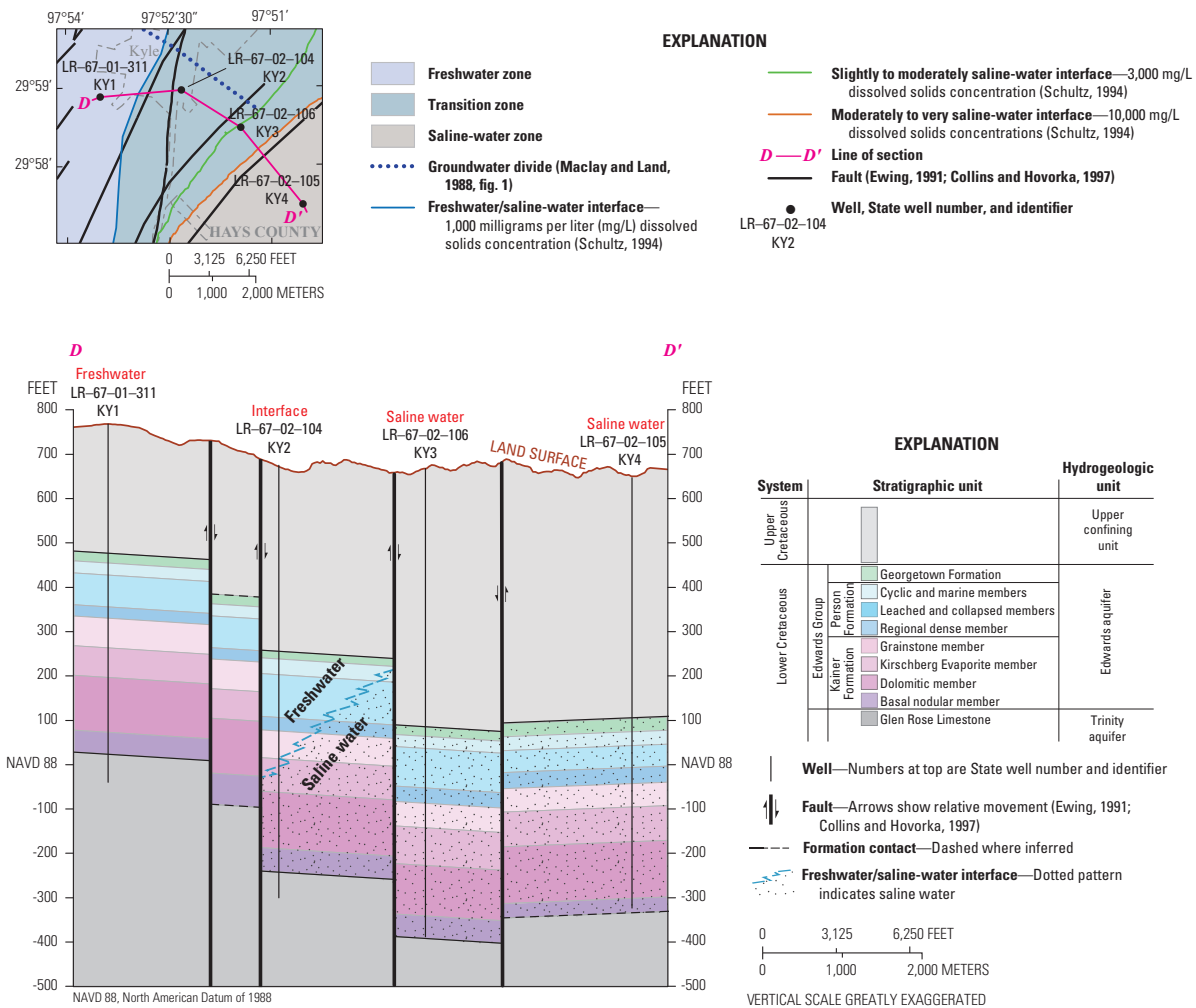 97°54′ 97°52′30″ 97°51′
Kyle
LR–67–01–311
KY1
LR–67–02–104
KY2
29°59′
D
LR–67–02–106
KY3
29°58′
LR–67–02–105
KY4
D′
HAYS COUNTY
0 3,125 6,250 FEET
0 1,000 2,000 METERS
EXPLANATION
Freshwater zone
Transition zone
Saline-water zone
Groundwater divide (Maclay and Land,
1988, fig. 1)
Freshwater/saline-water interface—
1,000 milligrams per liter (mg/L) dissolved
solids concentration (Schultz, 1994)
Slightly to moderately saline-water interface—3,000 mg/L
dissolved solids concentration (Schultz, 1994)
Moderately to very saline-water interface—10,000 mg/L
dissolved solids concentrations (Schultz, 1994)
D — D′ Line of section
Fault (Ewing, 1991; Collins and Hovorka, 1997)
Well, State well number, and identifier
LR–67–02–104
KY2
D D′
Freshwater
LR–67–01–311
KY1
Interface
LR–67–02–104
KY2
Saline water
LR–67–02–106
KY3
Saline water
LR–67–02–105
KY4
LAND SURFACE
FEET
800
700
600
500
400
300
200
100
NAVD 88
-100
-200
-300
-400
-500
Freshwater
Saline water
FEET
800
700
600
500
400
300
200
100
NAVD 88
-100
-200
-300
-400
-500
NAVD 88, North American Datum of 1988
EXPLANATION
System Stratigraphic unit Hydrogeologic
unit
Upper
Cretaceous
Upper
confining
unit
Lower Cretaceous
Edwards Group
Person
Formation
Kainer
Formation
Georgetown Formation
Cyclic and marine members
Leached and collapsed members
Regional dense member
Grainstone member
Kirschberg Evaporite member
Dolomitic member
Basal nodular member
Glen Rose Limestone
Edwards aquifer
Trinity
aquifer
Well—Numbers at top are State well number and identifier
Fault—Arrows show relative movement (Ewing, 1991;
Collins and Hovorka, 1997)
Formation contact—Dashed where inferred
Freshwater/saline-water interface—Dotted pattern
indicates saline water
0 3,125 6,250 FEET
0 1,000 2,000 METERS
VERTICAL SCALE GREATLY EXAGGERATED